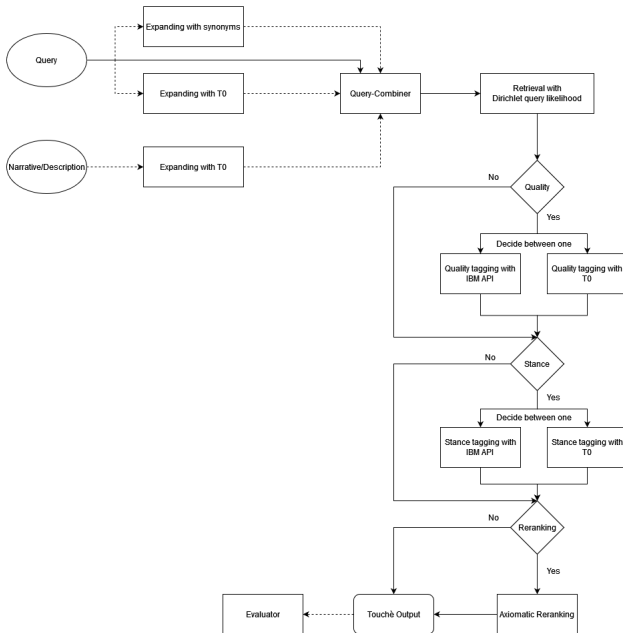 Expanding with synonyms
Query
Expanding with T0
Query-Combiner
Retrieval with
Dirichlet query likelihood
Narrative/Description
Expanding with T0
No
Quality
Yes
Decide between one
Quality tagging with
IBM API
Quality tagging with
T0
No
Stance
Yes
Decide between one
Stance tagging with
IBM API
Stance tagging with
T0
No
Reranking
Yes
Evaluator
Touchè Output
Axiomatic Reranking